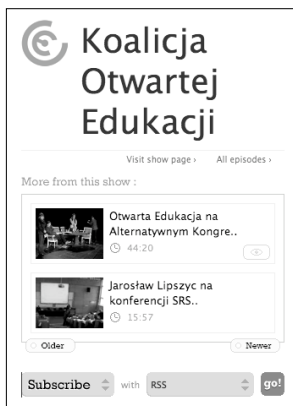 Koalicja
Otwartej
Edukacji
Visit show page ›
All episodes ›
More from this show :
Otwarta Edukacja na
Alternatywnym Kongre..
44:20
Jarosław Lipszyc na
konferencji SRS..
15:57
Older
Newer
Subscribe
with
RSS
go!